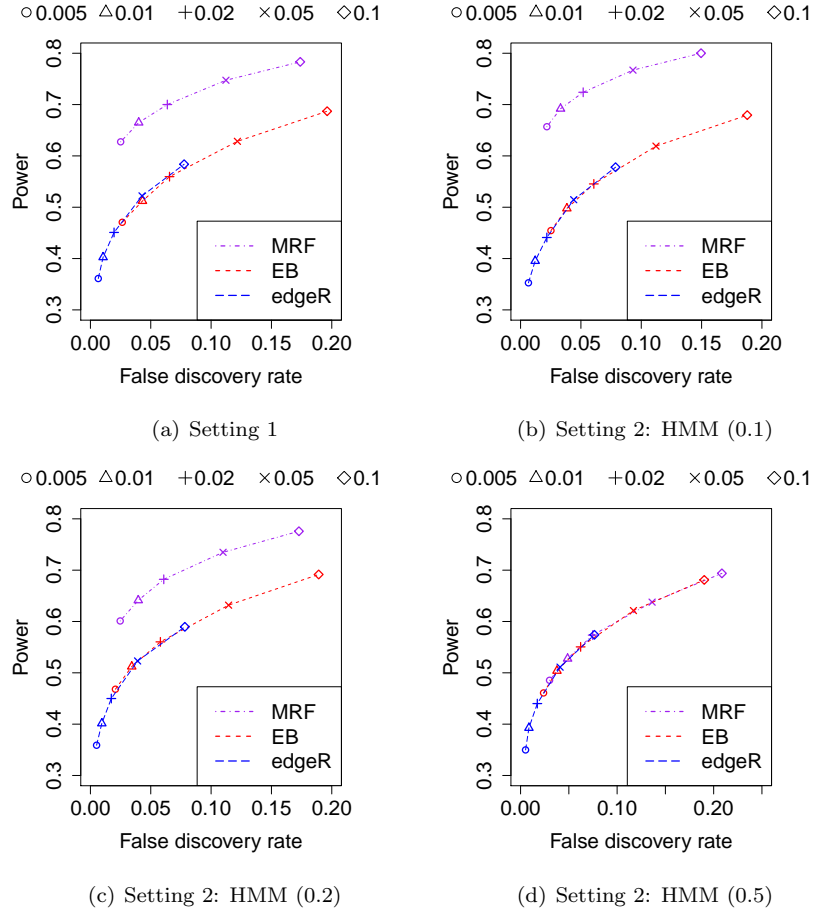 0.005 0.01 0.02 0.05 0.1
0.3 0.4 0.5 0.6 0.7 0.8
Power
MRF
EB
edgeR
0.00 0.05 0.10 0.15 0.20
False discovery rate
(a) Setting 1
0.005 0.01 0.02 0.05 0.1
0.3 0.4 0.5 0.6 0.7 0.8
Power
MRF
EB
edgeR
0.00 0.05 0.10 0.15 0.20
False discovery rate
(b) Setting 2: HMM (0.1)
0.005 0.01 0.02 0.05 0.1
0.3 0.4 0.5 0.6 0.7 0.8
Power
MRF
EB
edgeR
0.00 0.05 0.10 0.15 0.20
False discovery rate
(c) Setting 2: HMM (0.2)
0.005 0.01 0.02 0.05 0.1
0.3 0.4 0.5 0.6 0.7 0.8
Power
MRF
EB
edgeR
0.00 0.10 0.20
False discovery rate
(d) Setting 2: HMM (0.5)